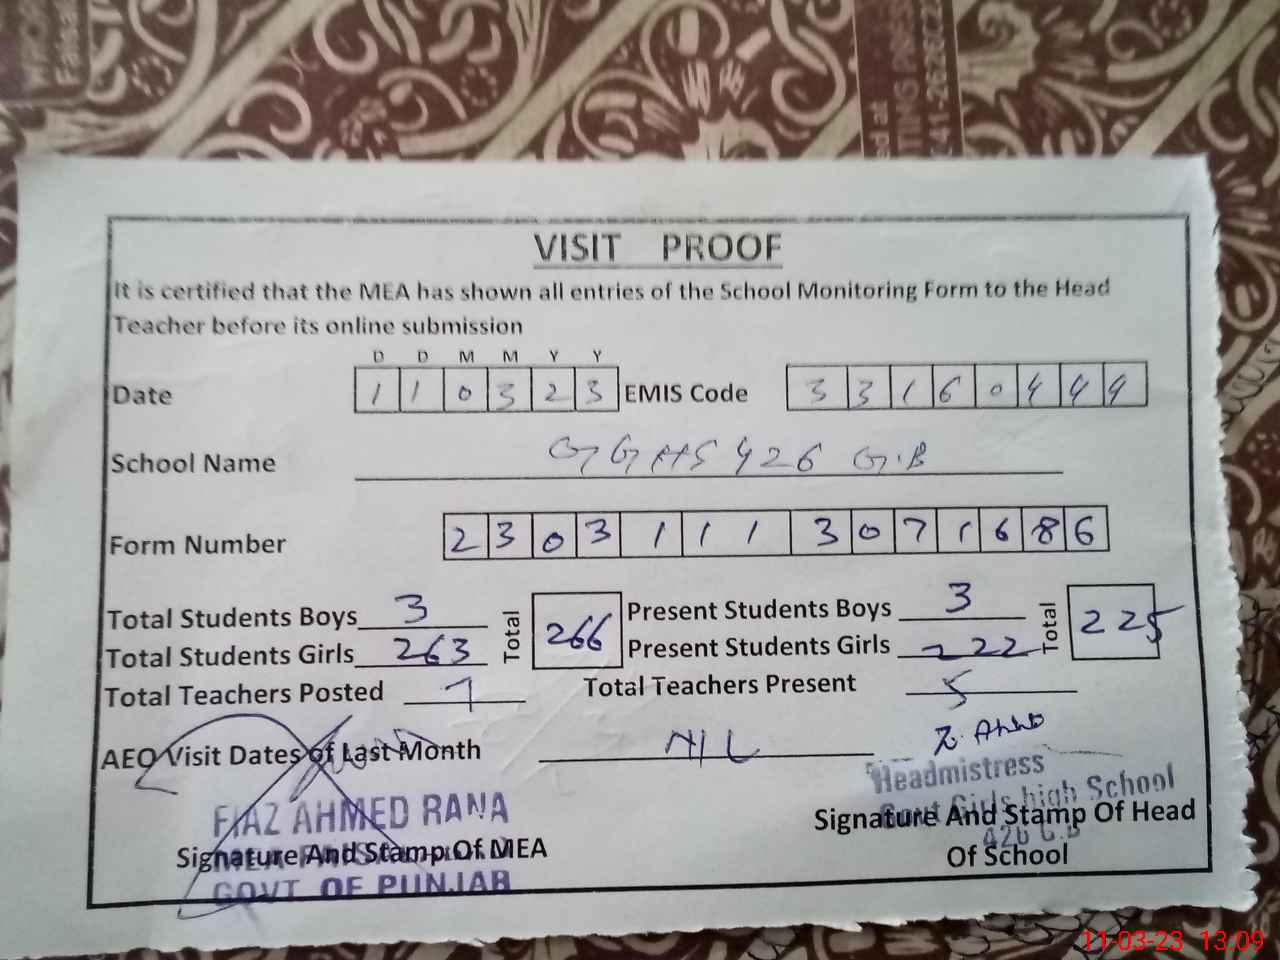 VISIT PROOF
It is certified that the MEA has shown all entries of the School Monitoring Form to the Head
Teacher before its online submission
D D M M Y Y
Date 1 1 0 3 2 3 EMIS Code 3 3 1 6 0 4 4 4
School Name GGHS 426 G.B
Form Number 2 3 0 3 1 1 1 3 0 7 1 6 8 6
Total Students Boys 3 Total 266 Present Students Boys 3 Total 225
Total Students Girls 263 Present Students Girls 222
Total Teachers Posted 7 Total Teachers Present 5
AEO Visit Dates of Last Month NIL
Headmistress
Govt Girls high School
426 G.B
FIAZ AHMED RANA
MEA
GOVT OF PUNJAB
Signature And Stamp Of MEA
Signature And Stamp Of Head
Of School
11-03-23 13:09